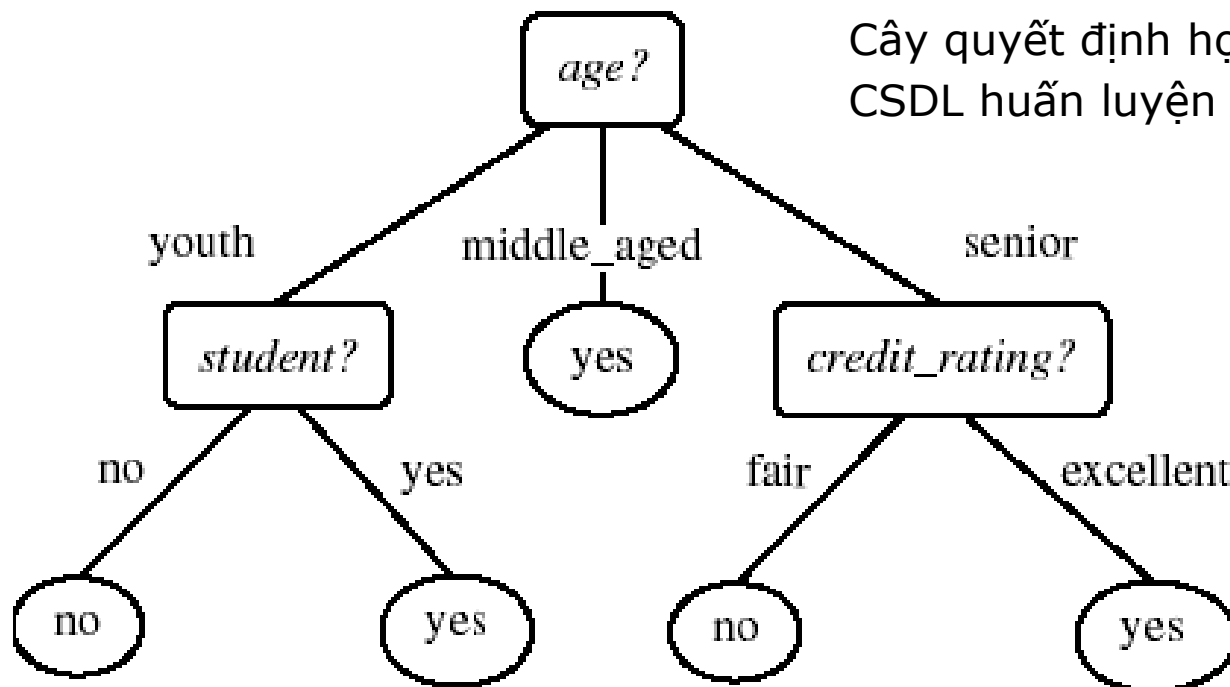 Cây quyết định
CSDL huấn luyện
age?
youth
middle_aged
senior
student?
yes
credit_rating?
no
yes
fair
excellent
no
yes
no
yes